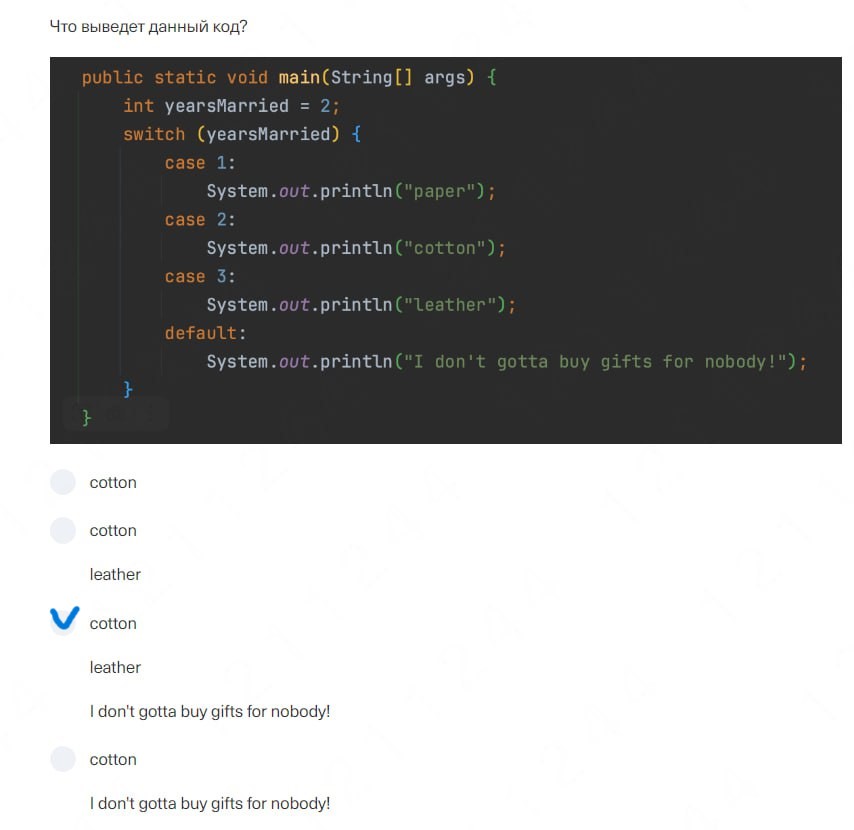 Что выведет данный код?
public static void main(String[] args) {
int yearsMarried = 2;
switch (yearsMarried) {
case 1:
System.out.println("paper");
case 2:
System.out.println("cotton");
case 3:
System.out.println("leather");
default:
System.out.println("I don't gotta buy gifts for nobody!");
}
}
cotton
cotton
leather
cotton
leather
I don't gotta buy gifts for nobody!
cotton
I don't gotta buy gifts for nobody!